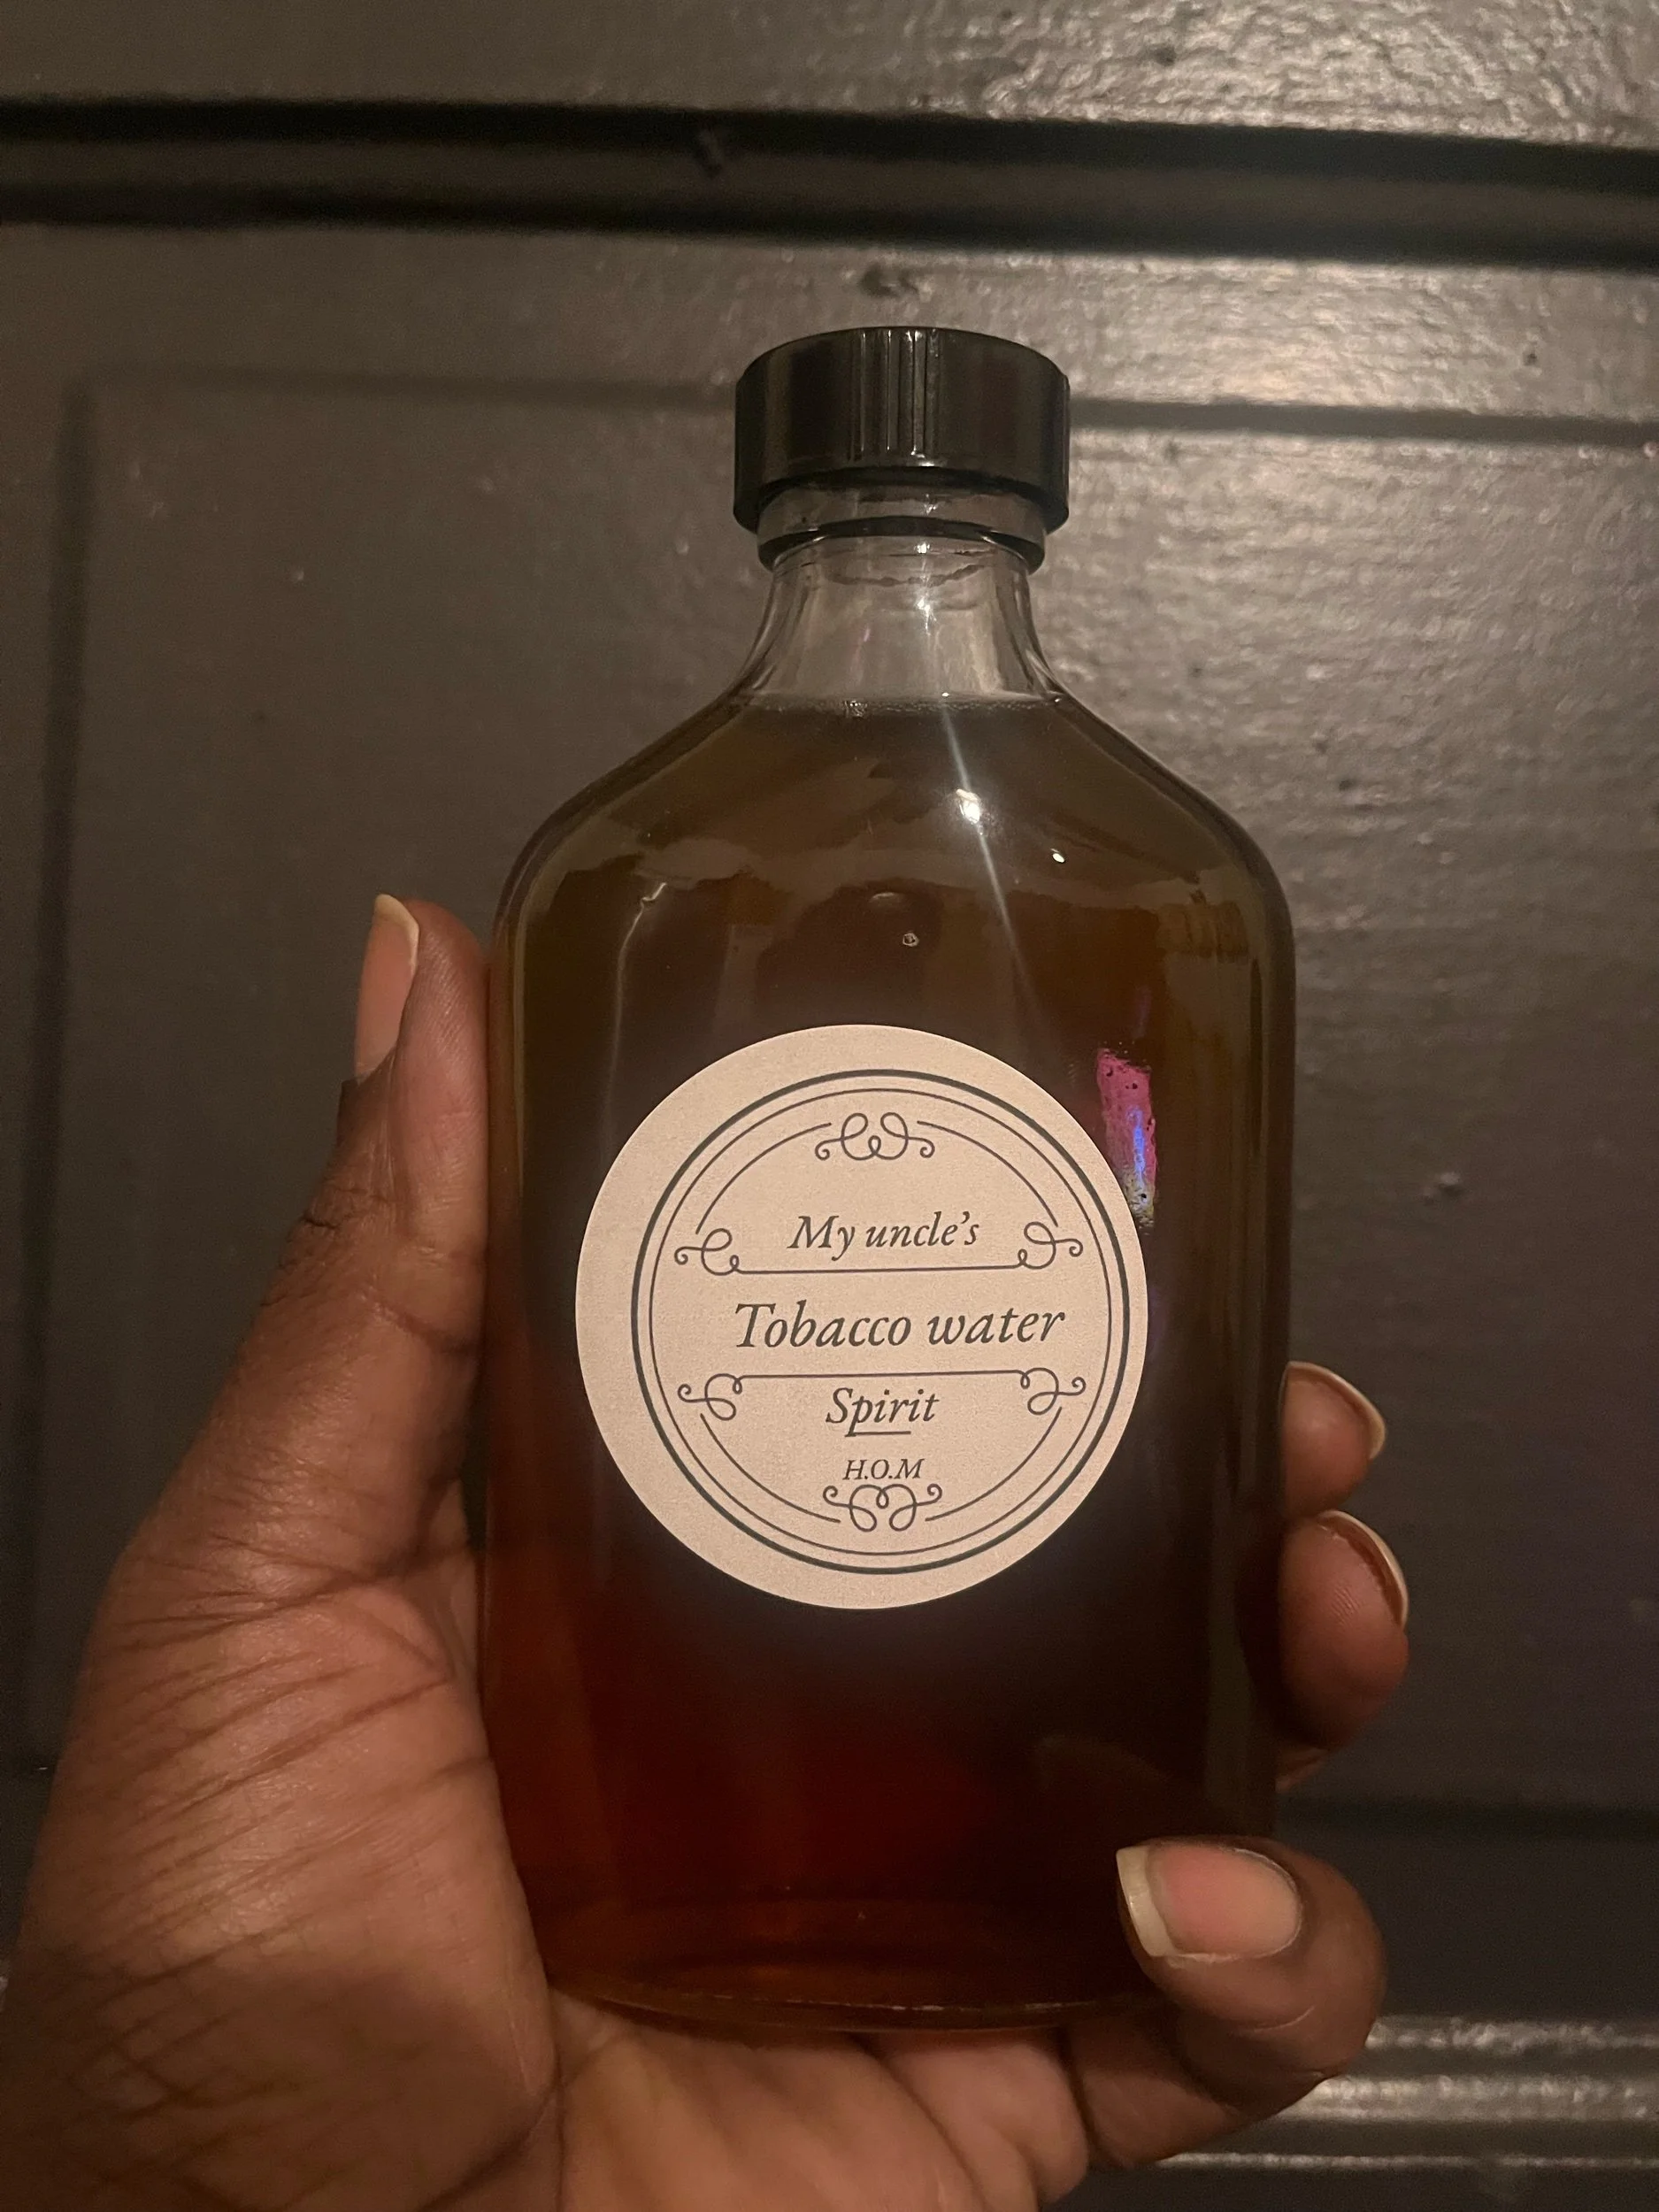 My uncle's
Tobacco water
Spirit
H.O.M